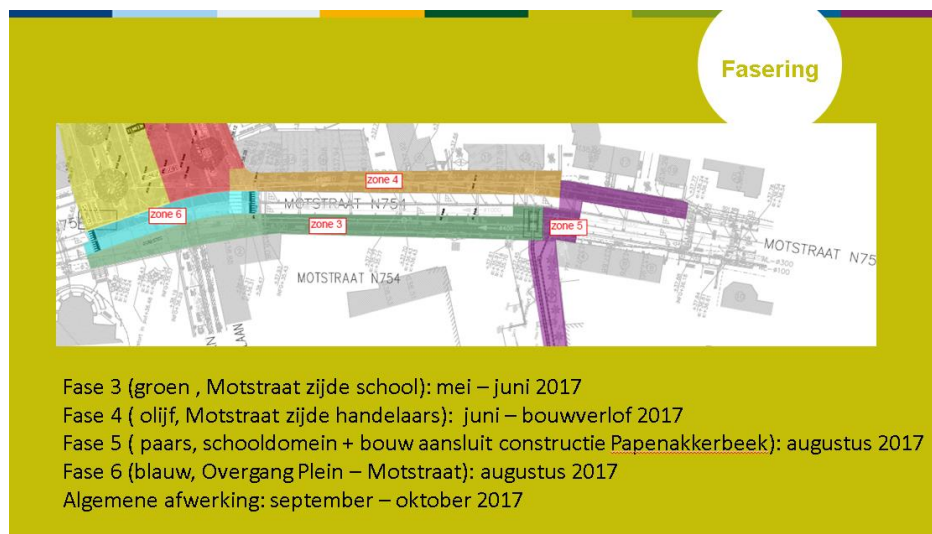 Fasering
zone 4
MOTSTRAAT N754
zone 6
zone 3
zone 5
MOTSTRAAT N75
MOTSTRAAT N754
Fase 3 (groen , Motstraat zijde school): mei – juni 2017
Fase 4 ( olijf, Motstraat zijde handelaars):  juni – bouwverlof 2017
Fase 5 ( paars, schooldomein + bouw aansluit constructie Papenakkerbeek): augustus 2017
Fase 6 (blauw, Overgang Plein – Motstraat): augustus 2017
Algemene afwerking: september – oktober 2017